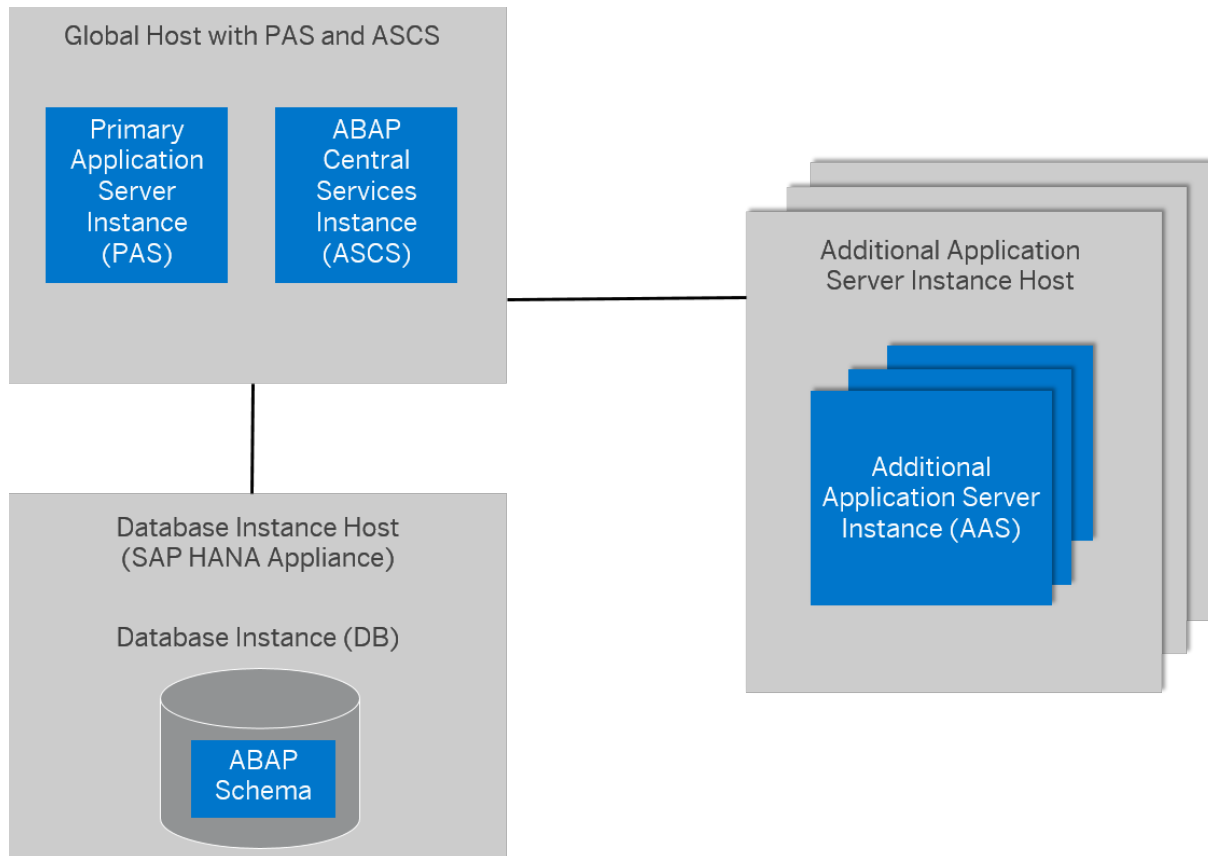 Global Host with PAS and ASCS
Primary
Application
Server
Instance
(PAS)
ABAP
Central
Services
Instance
(ASCS)
Additional Application
Server Instance Host
Additional
Application Server
Instance (AAS)
Database Instance Host
(SAP HANA Appliance)
Database Instance (DB)
ABAP
Schema